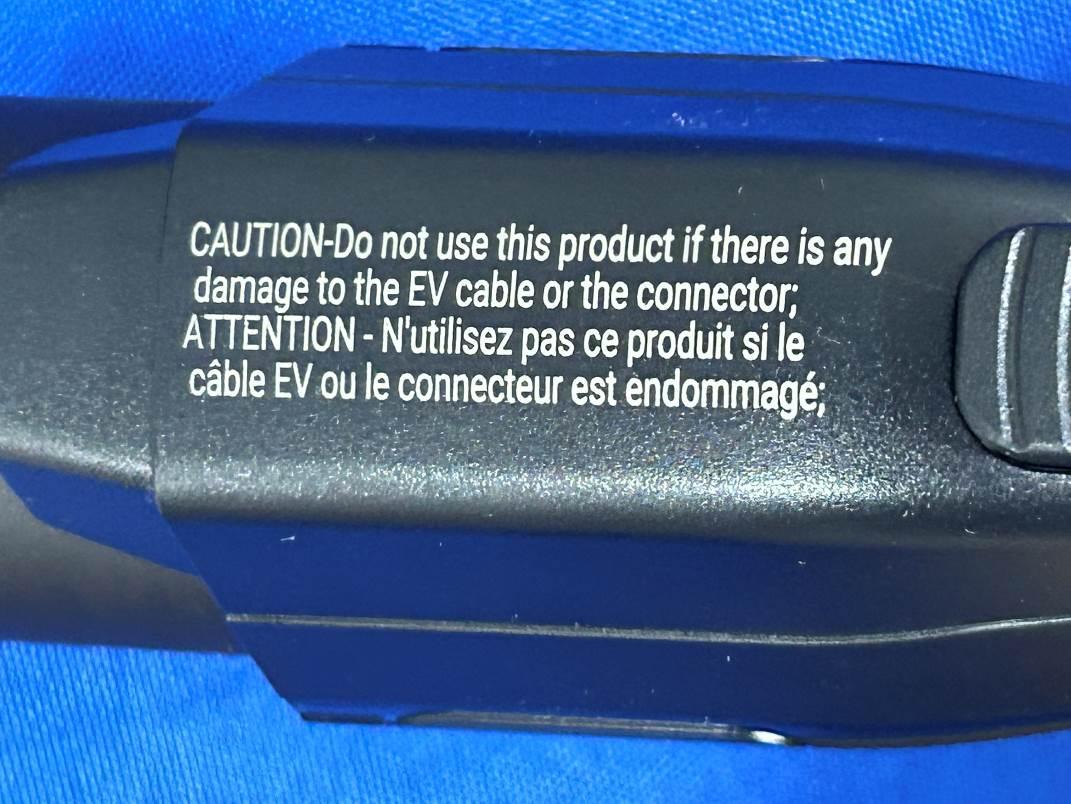 CAUTION-Do not use this product if there is any
damage to the EV cable or the connector;
ATTENTION - N'utilisez pas ce produit si le
câble EV ou le connecteur est endommagé;